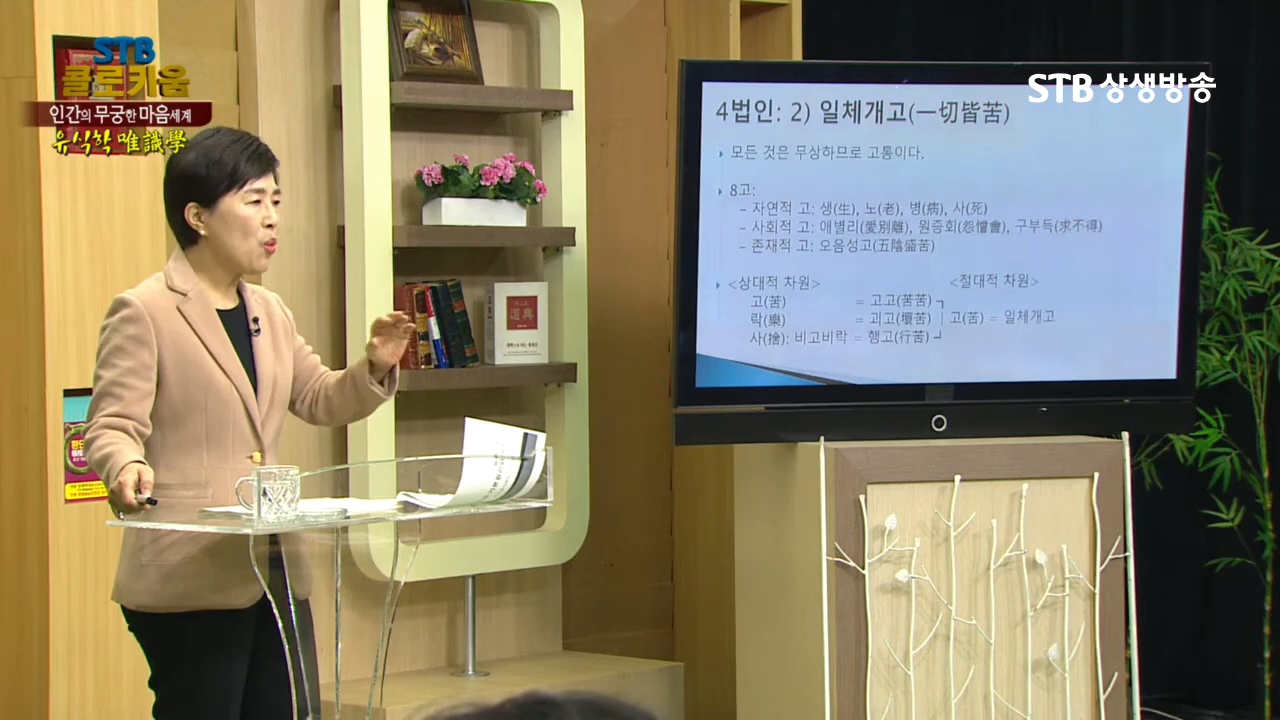 STB
콜로키움
인간의 무궁한 마음세계
유식학 唯識學
STB 상생방송
4법인: 2) 일체개고(一切皆苦)
모든 것은 무상하므로 고통이다.
8고:
– 자연적 고: 생(生), 노(老), 병(病), 사(死)
– 사회적 고: 애별리(愛別離), 원증회(怨憎會), 구부득(求不得)
– 존재적 고: 오음성고(五陰盛苦)
<상대적 차원> <절대적 차원>
고(苦) = 고고(苦苦)
락(樂) = 괴고(壞苦) 고(苦) = 일체개고
사(捨): 비고비락 = 행고(行苦)
道典